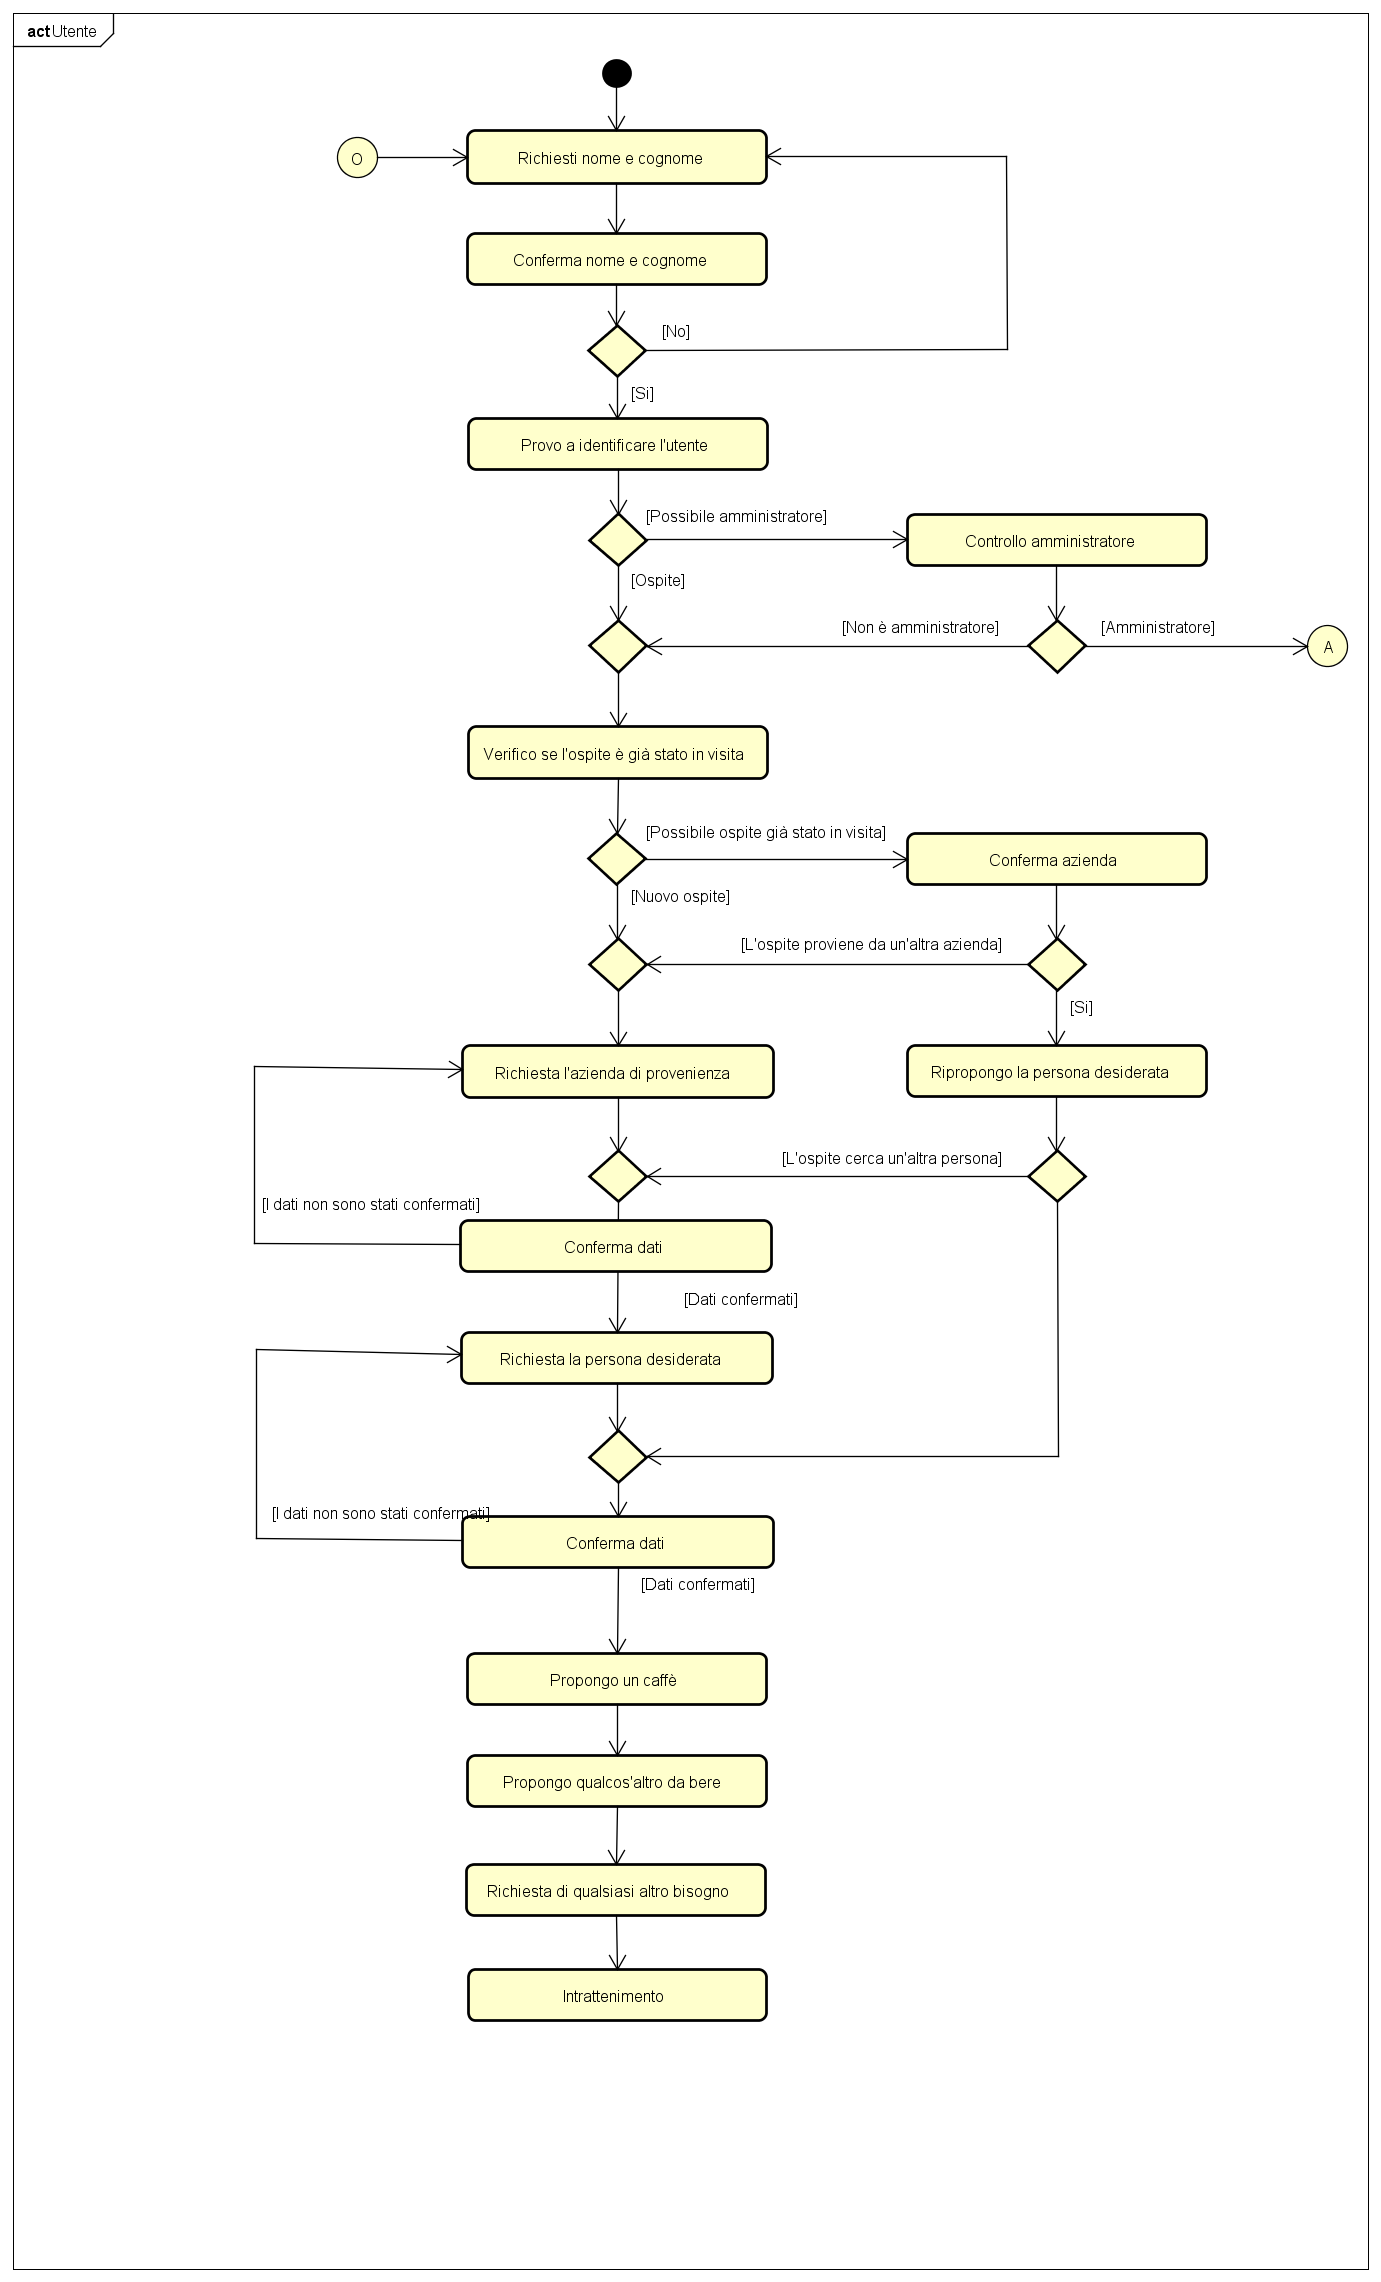 act Utente
O
Richiesti nome e cognome
Conferma nome e cognome
[No]
[Si]
Provo a identificare l'utente
[Possibile amministratore]
Controllo amministratore
[Ospite]
[Non è amministratore]
[Amministratore]
A
Verifico se l'ospite è già stato in visita
[Possibile ospite già stato in visita]
Conferma azienda
[Nuovo ospite]
[L'ospite proviene da un'altra azienda]
[Si]
Richiesta l'azienda di provenienza
Ripropongo la persona desiderata
[L'ospite cerca un'altra persona]
[I dati non sono stati confermati]
Conferma dati
[Dati confermati]
Richiesta la persona desiderata
[I dati non sono stati confermati]
Conferma dati
[Dati confermati]
Propongo un caffè
Propongo qualcos'altro da bere
Richiesta di qualsiasi altro bisogno
Intrattenimento